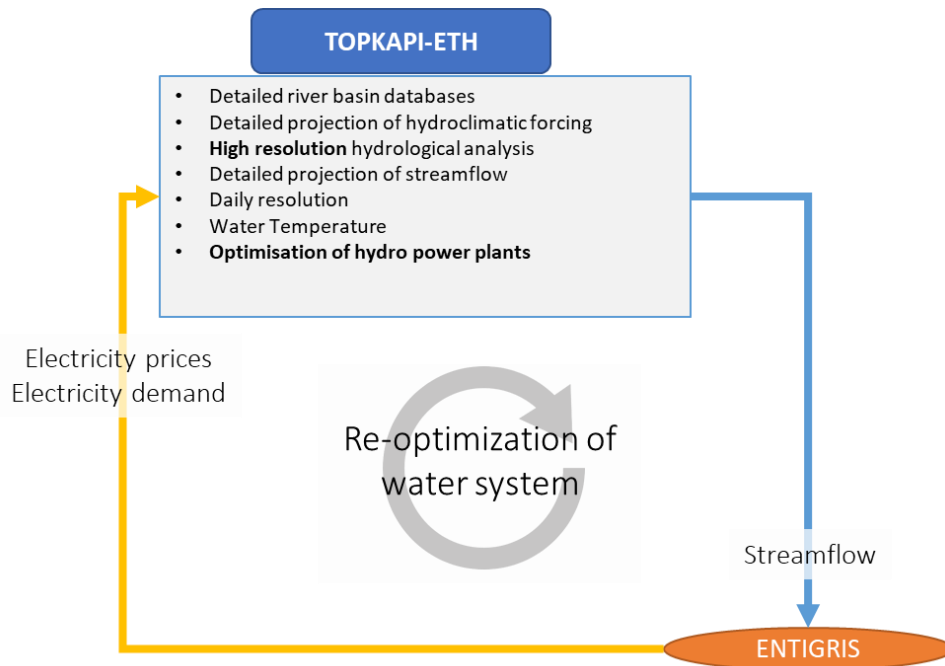 TOPKAPI-ETH
• Detailed river basin databases
• Detailed projection of hydroclimatic forcing
• High resolution hydrological analysis
• Detailed projection of streamflow
• Daily resolution
• Water Temperature
• Optimisation of hydro power plants
Electricity prices
Electricity demand
Re-optimization of
water system
Streamflow
ENTIGRIS